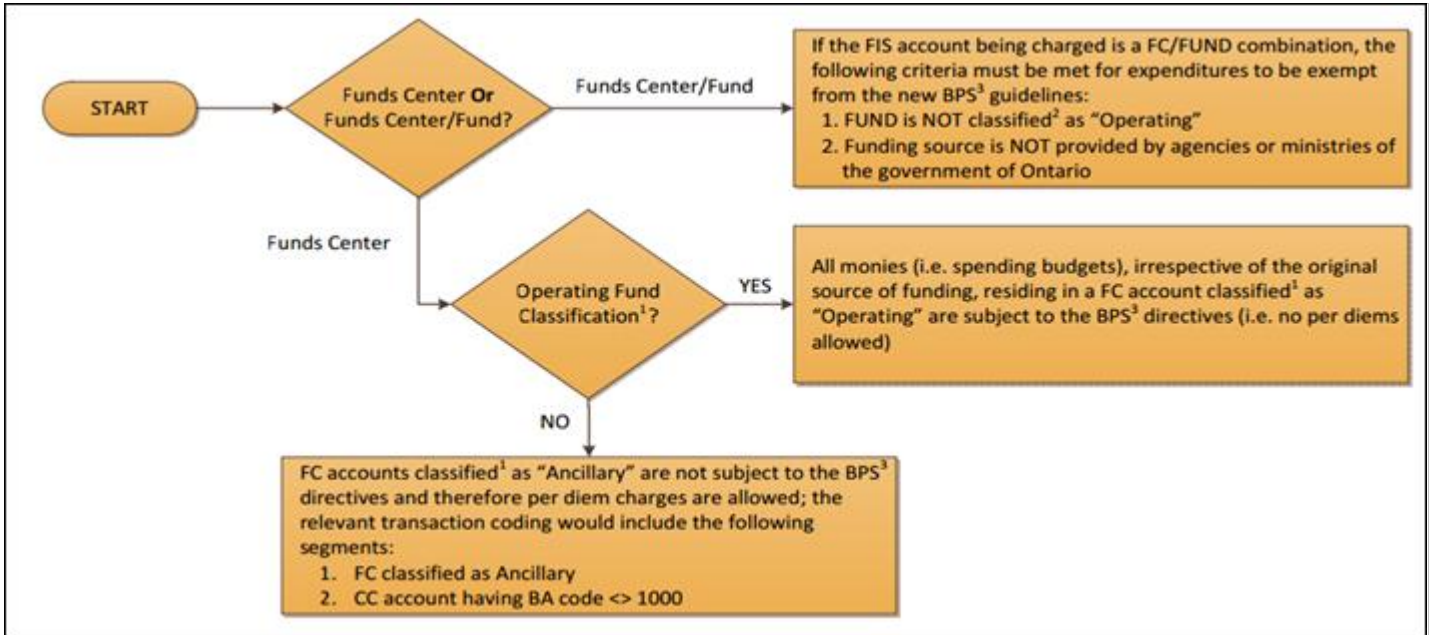 START
Funds Center Or
Funds Center/Fund?
Funds Center/Fund
If the FIS account being charged is a FC/FUND combination, the
following criteria must be met for expenditures to be exempt
from the new BPS³ guidelines:
1. FUND is NOT classified² as “Operating”
2. Funding source is NOT provided by agencies or ministries of
the government of Ontario
Funds Center
Operating Fund
Classification¹?
YES
All monies (i.e. spending budgets), irrespective of the original
source of funding, residing in a FC account classified¹ as
“Operating” are subject to the BPS³ directives (i.e. no per diems
allowed)
NO
FC accounts classified¹ as “Ancillary” are not subject to the BPS³
directives and therefore per diem charges are allowed; the
relevant transaction coding would include the following
segments:
1. FC classified as Ancillary
2. CC account having BA code <> 1000